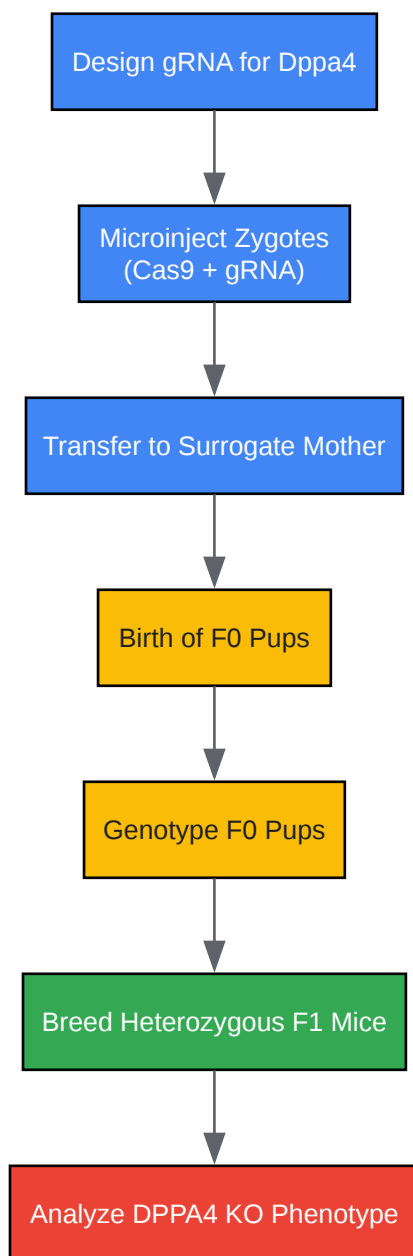 Design gRNA for Dppa4
Microinject Zygotes
(Cas9 + gRNA)
Transfer to Surrogate Mother
Birth of F0 Pups
Genotype F0 Pups
Breed Heterozygous F1 Mice
Analyze DPPA4 KO Phenotype